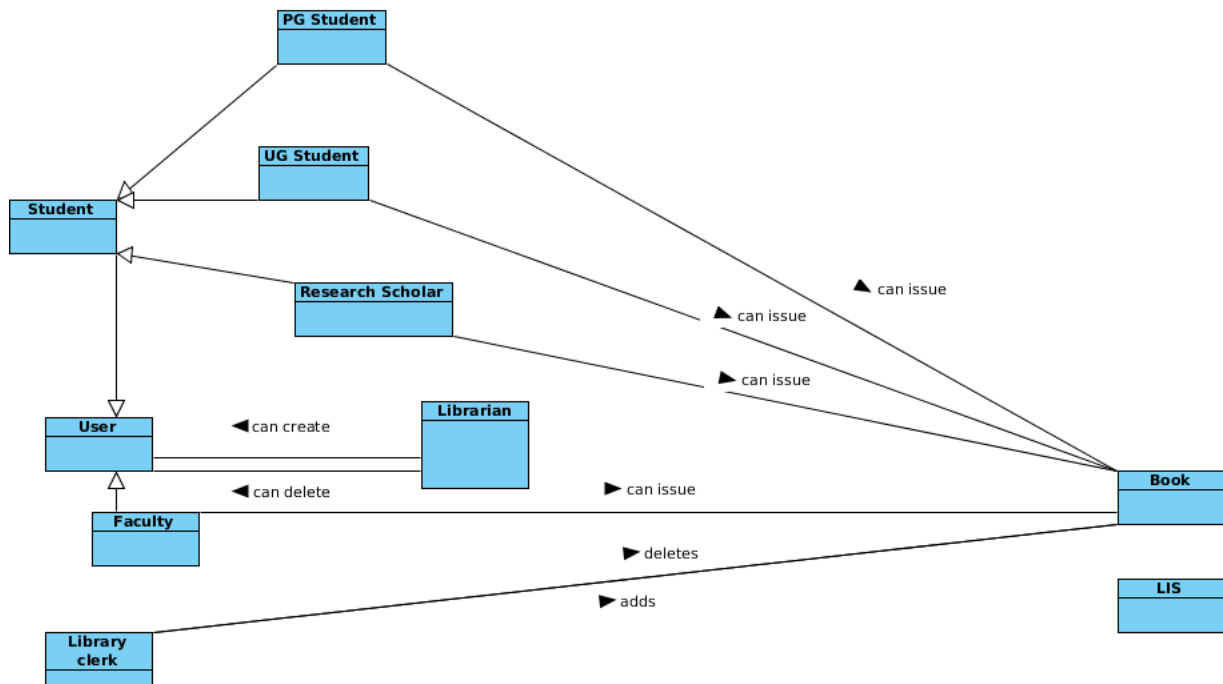 PG Student
UG Student
Student
Research Scholar
can issue
can issue
can issue
Librarian
User
can create
can delete
can issue
Book
Faculty
deletes
adds
LIS
Library
clerk